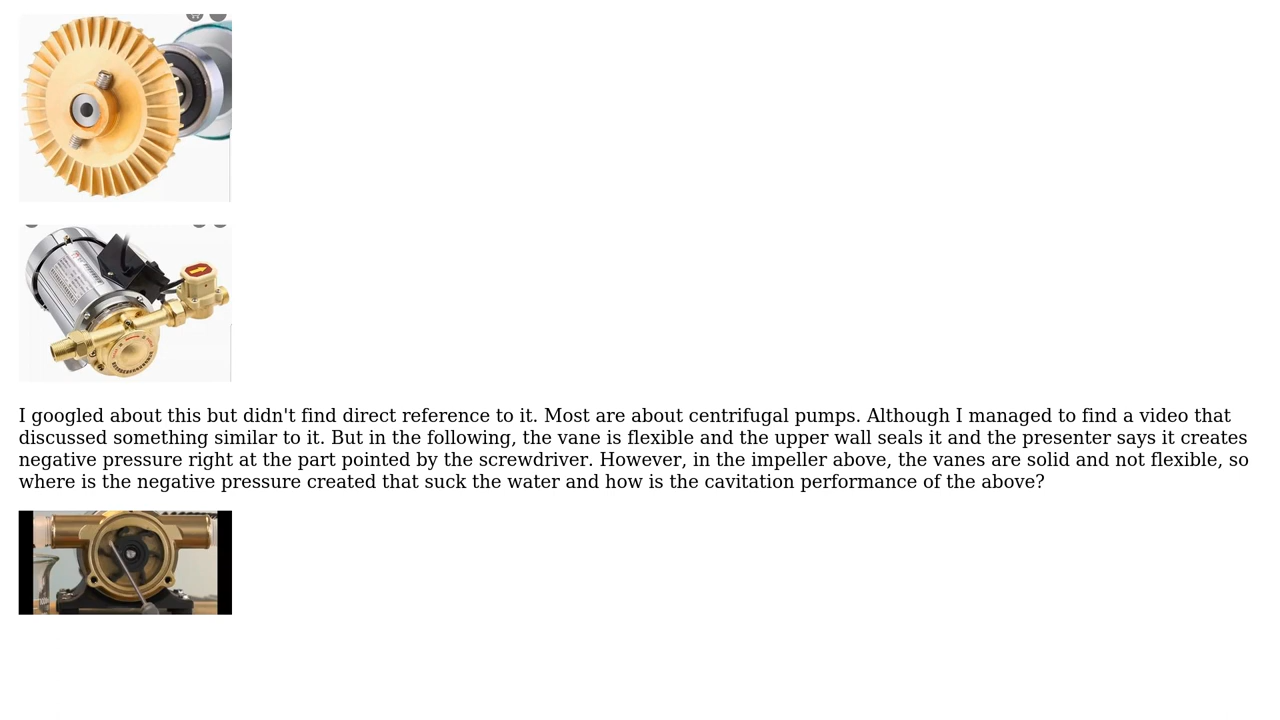 I googled about this but didn't find direct reference to it. Most are about centrifugal pumps. Although I managed to find a video that
discussed something similar to it. But in the following, the vane is flexible and the upper wall seals it and the presenter says it creates
negative pressure right at the part pointed by the screwdriver. However, in the impeller above, the vanes are solid and not flexible, so
where is the negative pressure created that suck the water and how is the cavitation performance of the above?